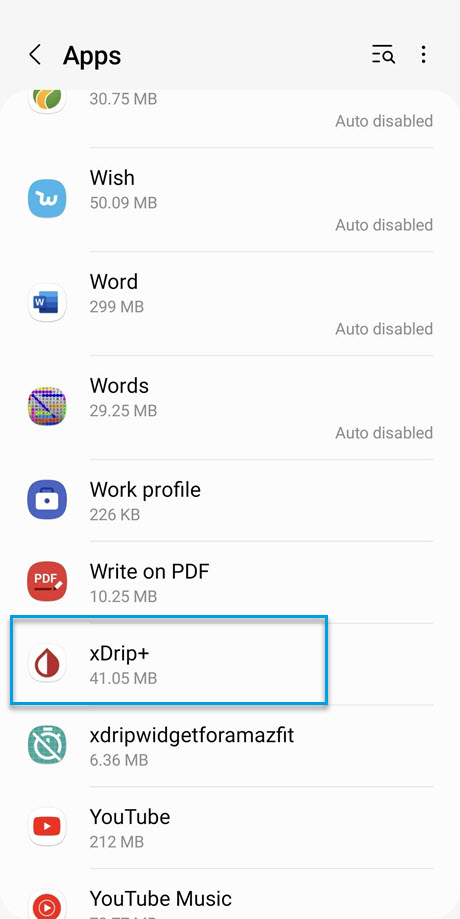 Apps
30.75 MB
Auto disabled
Wish
50.09 MB
Auto disabled
W
Word
299 MB
Auto disabled
Words
29.25 MB
Auto disabled
Work profile
226 KB
PDF
Write on PDF
10.25 MB
xDrip+
41.05 MB
xdripwidgetforamazfit
6.36 MB
YouTube
212 MB
YouTube Music